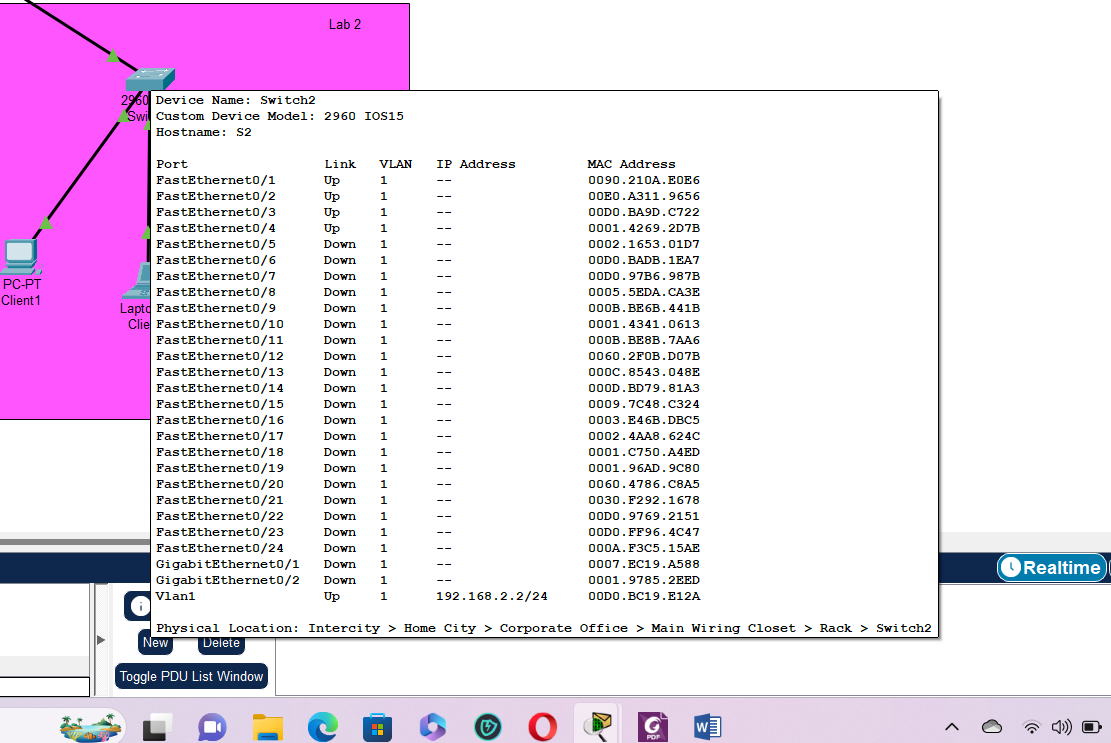 Lab 2
2960
Swi
Device Name: Switch2
Custom Device Model: 2960 IOS15
Hostname: S2
Port Link VLAN IP Address MAC Address
FastEthernet0/1 Up 1 -- 0090.210A.E0E6
FastEthernet0/2 Up 1 -- 00E0.A311.9656
FastEthernet0/3 Up 1 -- 00D0.BA9D.C722
FastEthernet0/4 Up 1 -- 0001.4269.2D7B
FastEthernet0/5 Down 1 -- 0002.1653.01D7
FastEthernet0/6 Down 1 -- 00D0.BADB.1EA7
FastEthernet0/7 Down 1 -- 00D0.97B6.987B
FastEthernet0/8 Down 1 -- 0005.5EDA.CA3E
FastEthernet0/9 Down 1 -- 000B.BE6B.441B
FastEthernet0/10 Down 1 -- 0001.4341.0613
FastEthernet0/11 Down 1 -- 000B.BE8B.7AA6
FastEthernet0/12 Down 1 -- 0060.2F0B.D07B
FastEthernet0/13 Down 1 -- 000C.8543.048E
FastEthernet0/14 Down 1 -- 000D.BD79.81A3
FastEthernet0/15 Down 1 -- 0009.7C48.C324
FastEthernet0/16 Down 1 -- 0003.E46B.DBC5
FastEthernet0/17 Down 1 -- 0002.4AA8.624C
FastEthernet0/18 Down 1 -- 0001.C750.A4ED
FastEthernet0/19 Down 1 -- 0001.96AD.9C80
FastEthernet0/20 Down 1 -- 0060.4786.C8A5
FastEthernet0/21 Down 1 -- 0030.F292.1678
FastEthernet0/22 Down 1 -- 00D0.9769.2151
FastEthernet0/23 Down 1 -- 00D0.FF96.4C47
FastEthernet0/24 Down 1 -- 000A.F3C5.15AE
GigabitEthernet0/1 Down 1 -- 0007.EC19.A588
GigabitEthernet0/2 Down 1 -- 0001.9785.2EED
Vlan1 Up 1 192.168.2.2/24 00D0.BC19.E12A
Physical Location: Intercity > Home City > Corporate Office > Main Wiring Closet > Rack > Switch2
PC-PT
Client1
Lapto
Clie
Realtime
New Delete
Toggle PDU List Window
PDF